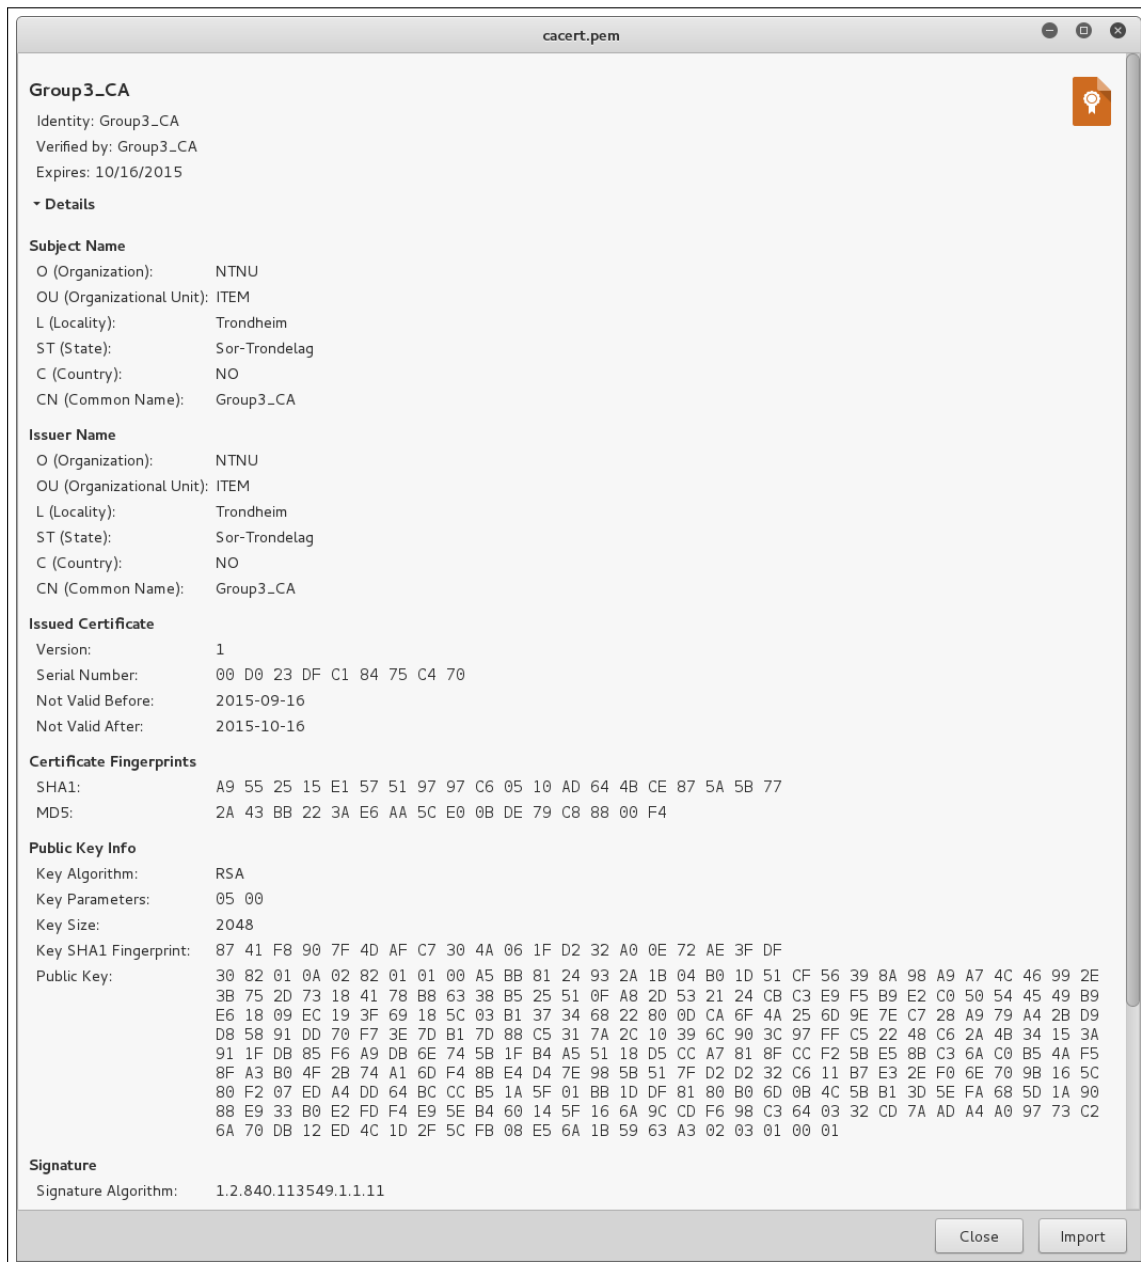 cacert.pem
Group3_CA
Identity: Group3_CA
Verified by: Group3_CA
Expires: 10/16/2015
Details
Subject Name
O (Organization): NTNU
OU (Organizational Unit): ITEM
L (Locality): Trondheim
ST (State): Sor-Trondelag
C (Country): NO
CN (Common Name): Group3_CA
Issuer Name
O (Organization): NTNU
OU (Organizational Unit): ITEM
L (Locality): Trondheim
ST (State): Sor-Trondelag
C (Country): NO
CN (Common Name): Group3_CA
Issued Certificate
Version: 1
Serial Number: 00 D0 23 DF C1 84 75 C4 70
Not Valid Before: 2015-09-16
Not Valid After: 2015-10-16
Certificate Fingerprints
SHA1: A9 55 25 15 E1 57 51 97 97 C6 05 10 AD 64 4B CE 87 5A 5B 77
MD5: 2A 43 BB 22 3A E6 AA 5C E0 0B DE 79 C8 88 00 F4
Public Key Info
Key Algorithm: RSA
Key Parameters: 05 00
Key Size: 2048
Key SHA1 Fingerprint: 87 41 F8 90 7F 4D AF C7 30 4A 06 1F D2 32 A0 0E 72 AE 3F DF
Public Key: 30 82 01 0A 02 82 01 01 00 A5 BB 81 24 93 2A 1B 04 B0 1D 51 CF 56 39 8A 98 A9 A7 4C 46 99 2E
3B 75 2D 73 18 41 78 B8 63 38 B5 25 51 0F A8 2D 53 21 24 CB C3 E9 F5 B9 E2 C0 50 54 45 49 B9
E6 18 09 EC 19 3F 69 18 5C 03 B1 37 34 68 22 80 0D CA 6F 4A 25 6D 9E 7E C7 28 A9 79 A4 2B D9
D8 58 91 DD 70 F7 3E 7D B1 7D 88 C5 31 7A 2C 10 39 6C 90 3C 97 FF C5 22 48 C6 2A 4B 34 15 3A
91 1F DB 85 F6 A9 DB 6E 74 5B 1F B4 A5 51 18 D5 CC A7 81 8F CC F2 5B E5 8B C3 6A C0 B5 4A F5
8F A3 B0 4F 2B 74 A1 6D F4 8B E4 D4 7E 98 5B 51 7F D2 D2 32 C6 11 B7 E3 2E F0 6E 70 9B 16 5C
80 F2 07 ED A4 DD 64 BC CC B5 1A 5F 01 BB 1D DF 81 80 B0 6D 0B 4C 5B B1 3D 5E FA 68 5D 1A 90
88 E9 33 B0 E2 FD F4 E9 5E B4 60 14 5F 16 6A 9C CD F6 98 C3 64 03 32 CD 7A AD A4 A0 97 73 C2
6A 70 DB 12 ED 4C 1D 2F 5C FB 08 E5 6A 1B 59 63 A3 02 03 01 00 01
Signature
Signature Algorithm: 1.2.840.113549.1.1.11
Close Import